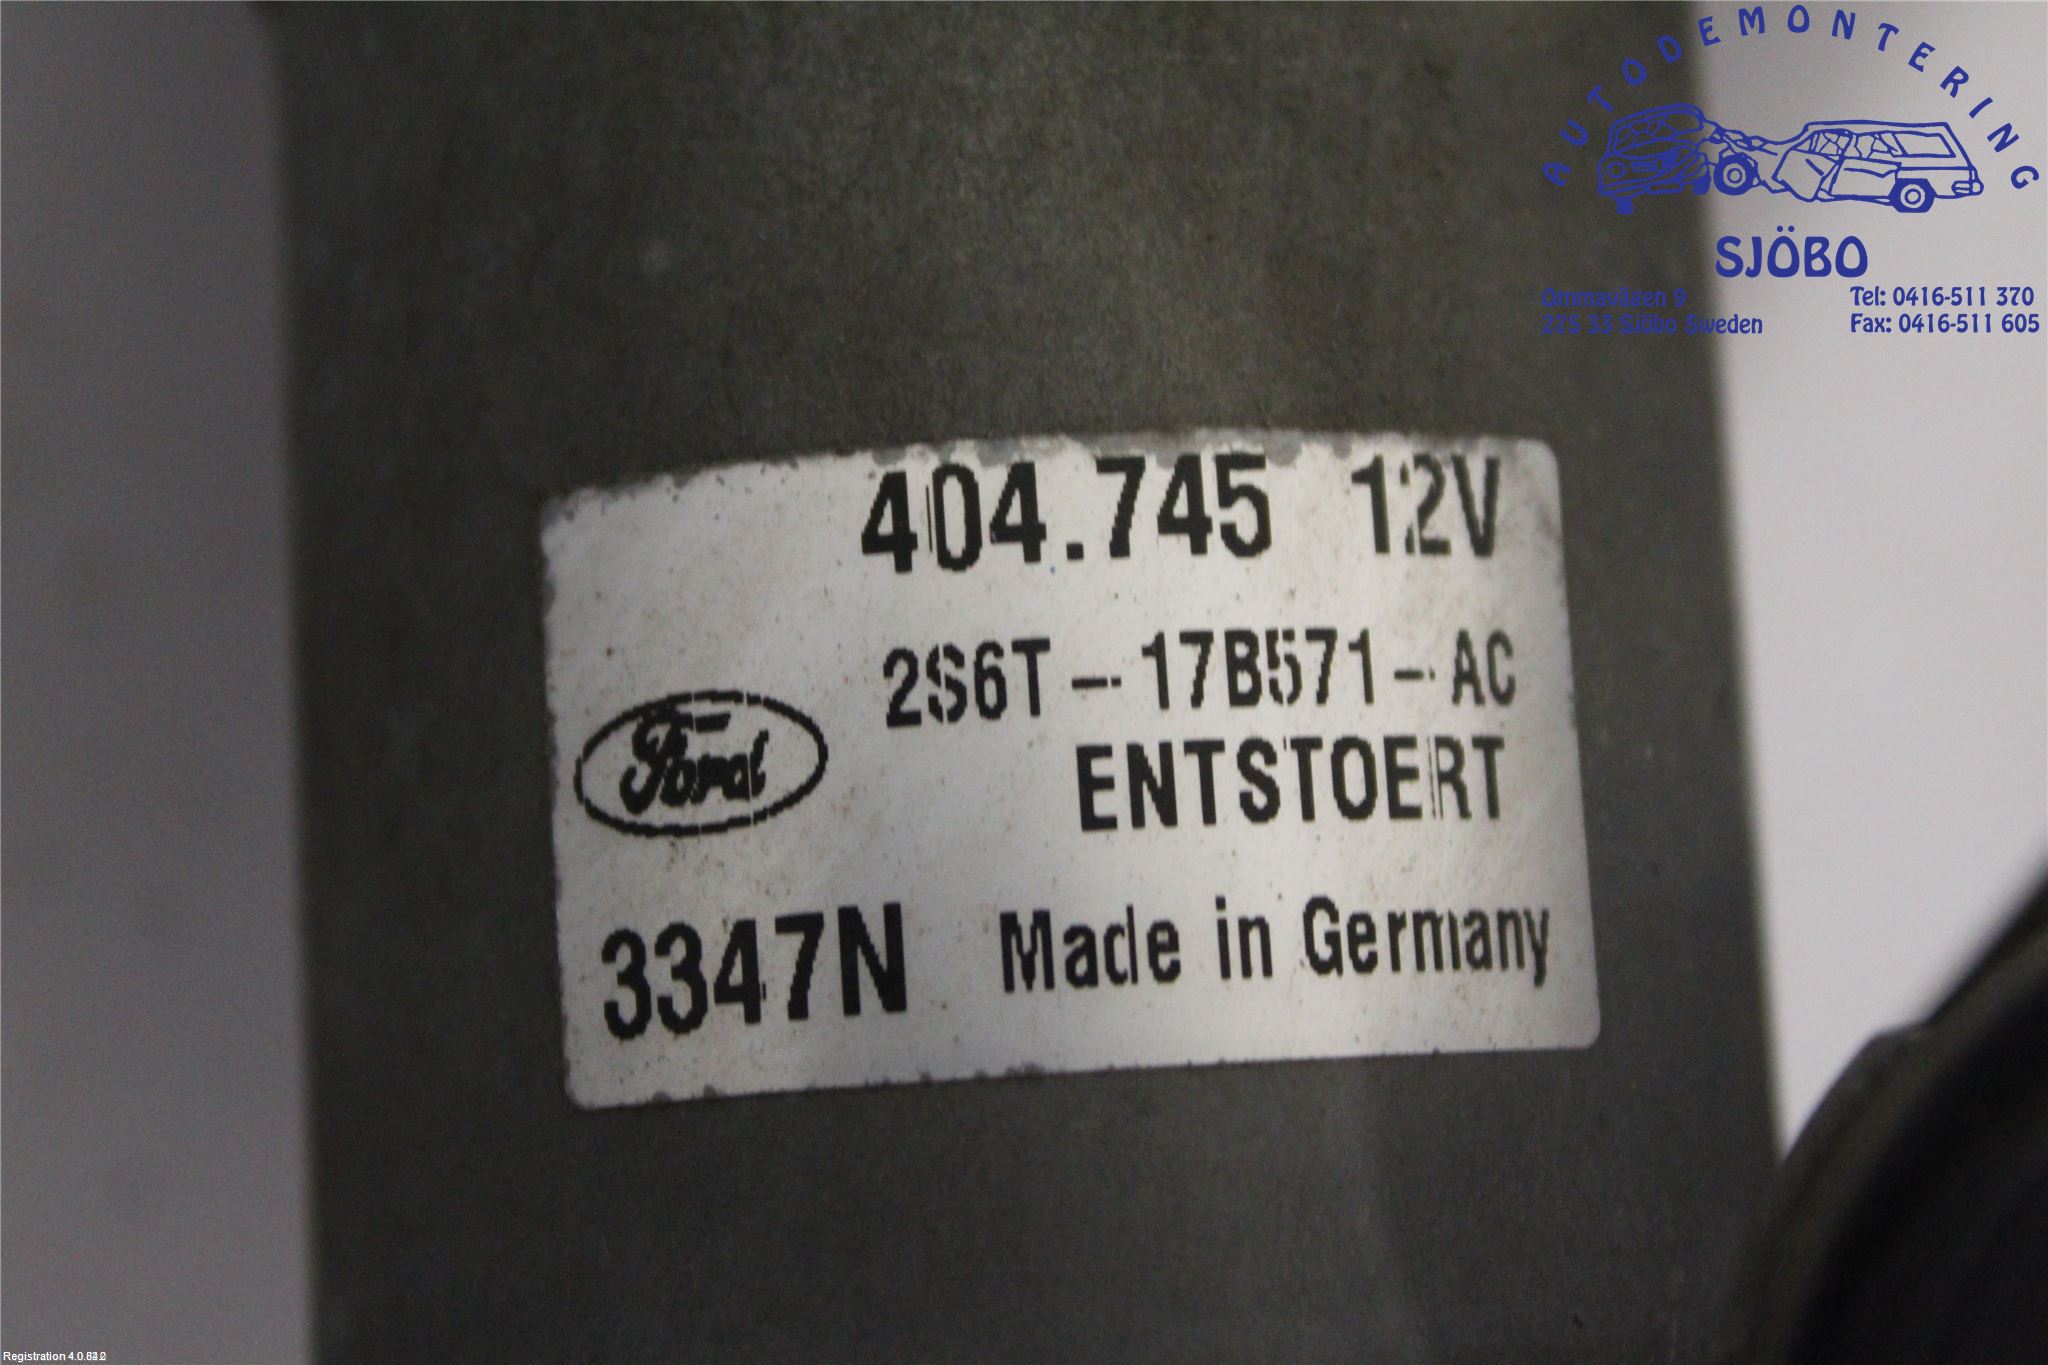 AUTODEMONTERING
SJÖBO
Ommavägen 9
275 33 Sjöbo Sweden
Tel: 0416-511 370
Fax: 0416-511 605
404.745 12V
2S6T-17B571-AC
Ford
ENTSTOERT
3347N Made in Germany
Registration